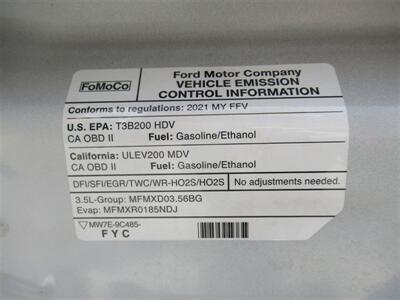 FoMoCo
Ford Motor Company
VEHICLE EMISSION
CONTROL INFORMATION
Conforms to regulations: 2021 MY FFV
U.S. EPA: T3B200 HDV
CA OBD II Fuel: Gasoline/Ethanol
California: ULEV200 MDV
CA OBD II Fuel: Gasoline/Ethanol
DFI/SFI/EGR/TWC/WR-HO2S/HO2S No adjustments needed.
3.5L-Group: MFMXD03.56BG
Evap: MFMXR0185NDJ
MW7E-9C485-
FYC